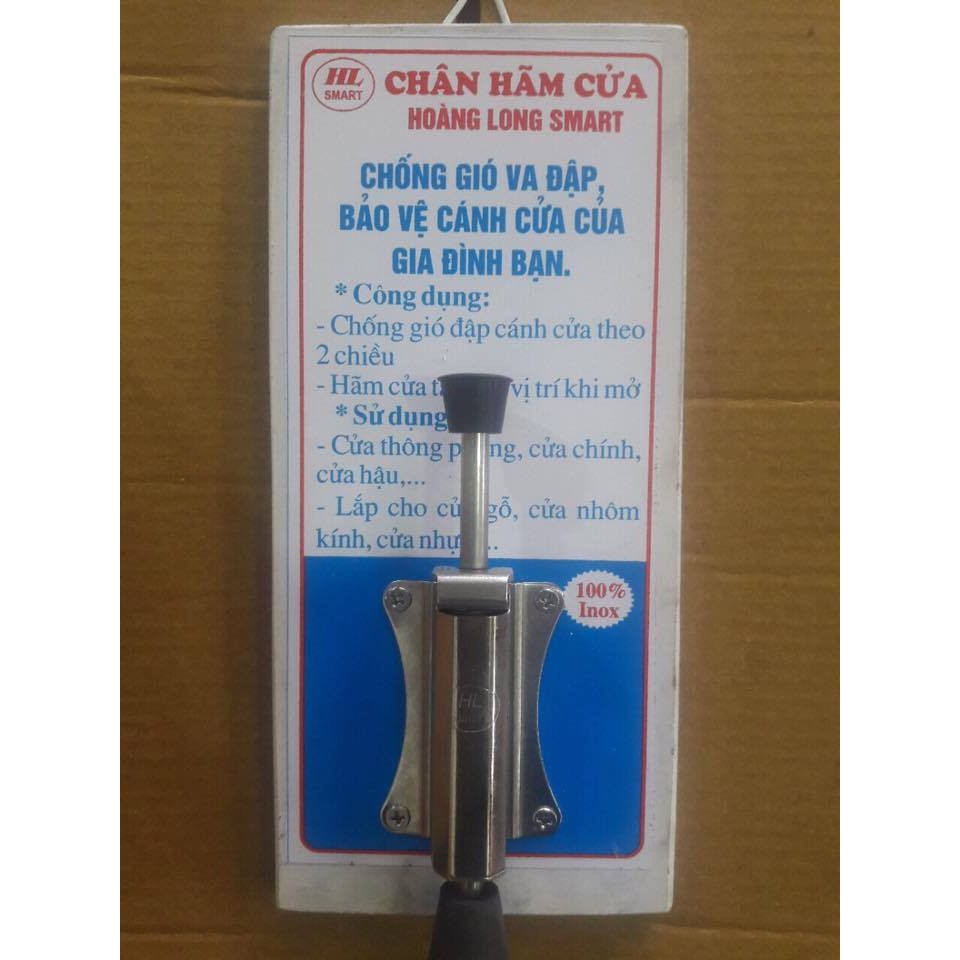 HL
SMART
CHÂN HÃM CỬA
HOÀNG LONG SMART
CHỐNG GIÓ VA ĐẬP,
BẢO VỆ CÁNH CỬA CỦA
GIA ĐÌNH BẠN.
* Công dụng:
- Chống gió đập cánh cửa theo
2 chiều
- Hãm cửa vị trí khi mở
* Sử dụng
- Cửa thông cửa chính,
cửa hậu,...
- Lắp cho gỗ, cửa nhôm
kính, cửa
100%
Inox
HL